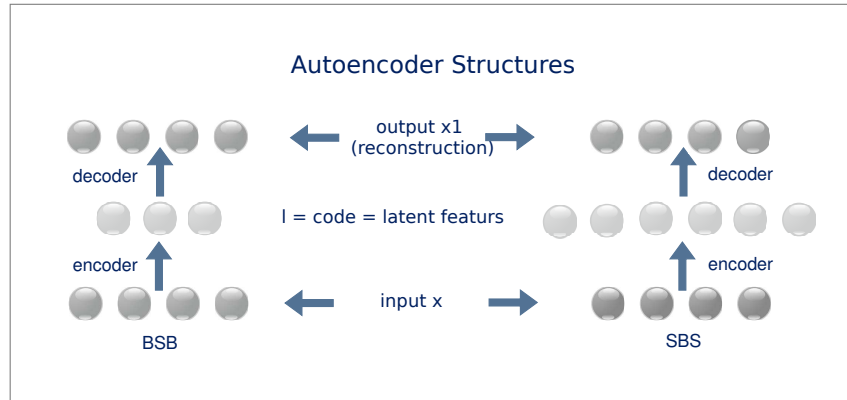 Autoencoder Structures
output x1
(reconstruction)
decoder
decoder
l = code = latent featurs
encoder
encoder
input x
BSB
SBS